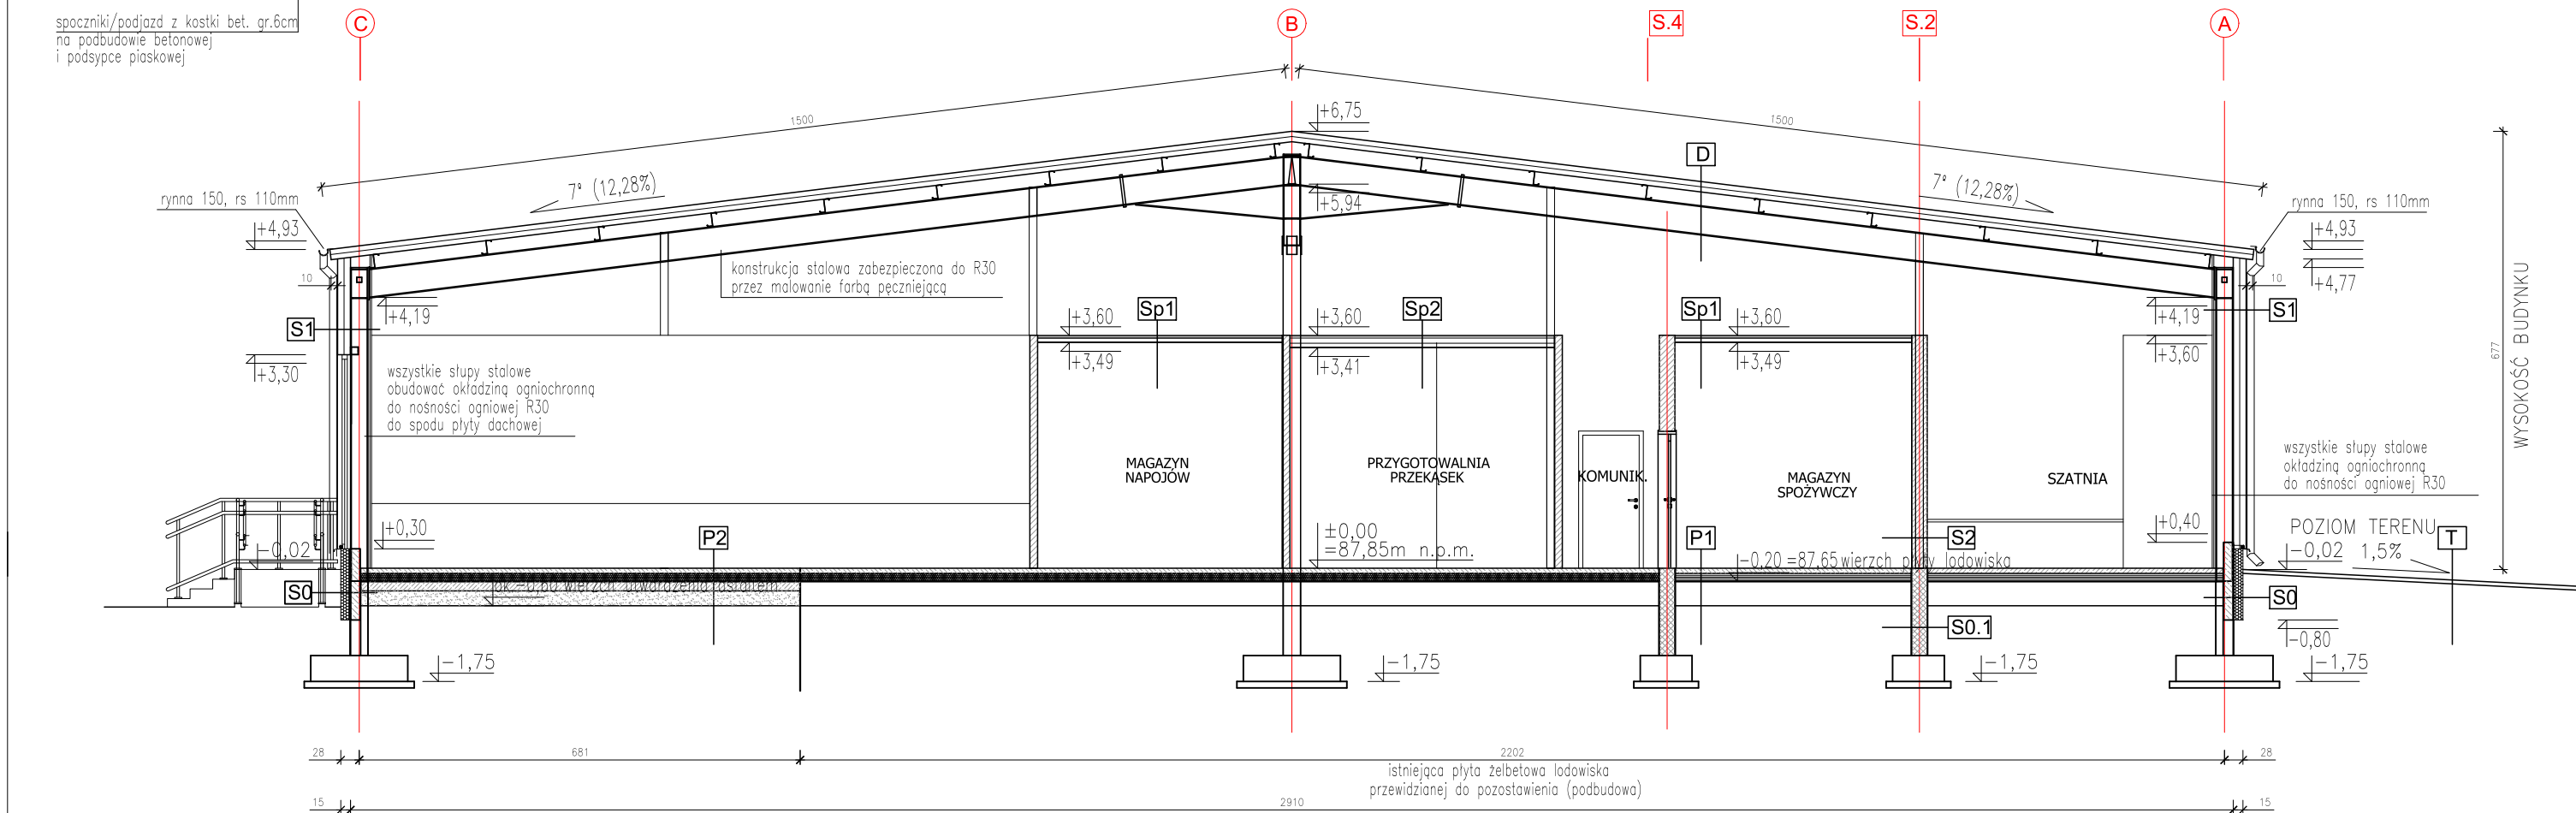 spoczniki/podjazd z kostki bet. gr.6cm
na podbudowie betonowej
i podsypce piaskowej
C
B
S.4
S.2
A
1500
1500
+6,75
D
7° (12,28%)
7° (12,28%)
rynna 150, rs 110mm
rynna 150, rs 110mm
+5,94
+4,93
+4,93
+4,77
konstrukcja stalowa zabezpieczona do R30
przez malowanie farbą pęczniejącą
10
10
+4,19
+4,19
S1
S1
Sp1
Sp2
Sp1
+3,60
+3,60
+3,60
+3,60
+3,49
+3,41
+3,49
+3,30
677
WYSOKOŚĆ BUDYNKU
wszystkie słupy stalowe
obudować okładziną ogniochronną
do nośności ogniowej R30
do spodu płyty dachowej
MAGAZYN
NAPOJÓW
PRZYGOTOWALNIA
PRZEKĄSEK
KOMUNIK.
MAGAZYN
SPOŻYWCZY
SZATNIA
wszystkie słupy stalowe
okładziną ogniochronną
do nośności ogniowej R30
+0,30
-0,02
P2
±0,00
=87,85m n.p.m.
P1
S2
+0,40
POZIOM TERENU
-0,02
1,5%
T
-0,20 =87,65 wierzch płyty lodowiska
S0
ok.-0,60 wierzch utwardzenia asfaltem
S0
S0.1
-0,80
-1,75
-1,75
-1,75
-1,75
28
681
2202
28
istniejąca płyta żelbetowa lodowiska
przewidzianej do pozostawienia (podbudowa)
15
2910
15